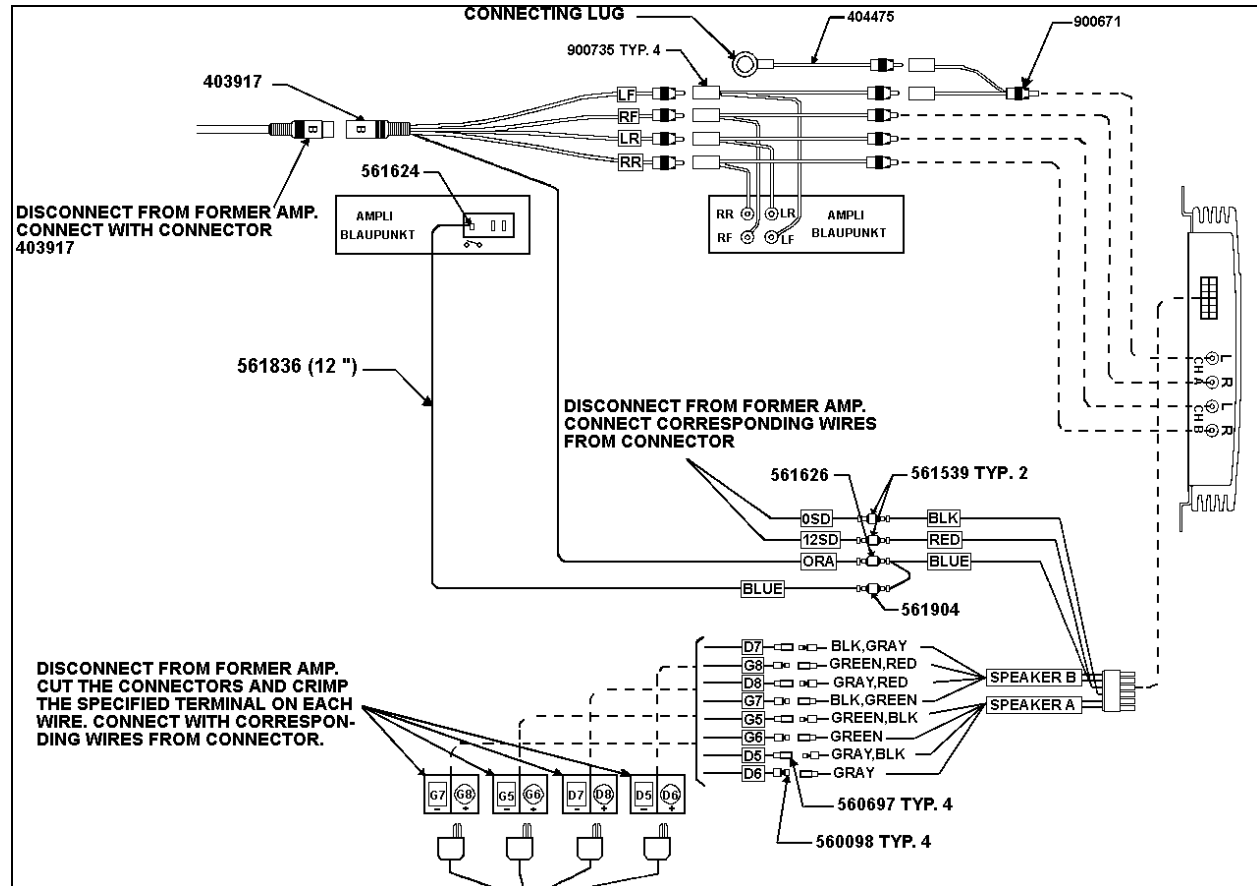 CONNECTING LUG
404475
900671
900735 TYP. 4
403917
LF
RF
LR
RR
B
B
561624
DISCONNECT FROM FORMER AMP.
CONNECT WITH CONNECTOR
403917
AMPLI
BLAUPUNKT
RR
LR
RF
LF
AMPLI
BLAUPUNKT
561836 (12 ")
L
R
CH A
L
R
CH B
DISCONNECT FROM FORMER AMP.
CONNECT CORRESPONDING WIRES
FROM CONNECTOR
561626
561539 TYP. 2
0SD
BLK
12SD
RED
ORA
BLUE
BLUE
561904
D7
BLK,GRAY
G8
GREEN,RED
D8
GRAY,RED
G7
BLK,GREEN
G5
GREEN,BLK
G6
GREEN
D5
GRAY,BLK
D6
GRAY
SPEAKER B
SPEAKER A
DISCONNECT FROM FORMER AMP.
CUT THE CONNECTORS AND CRIMP
THE SPECIFIED TERMINAL ON EACH
WIRE. CONNECT WITH CORRESPON-
DING WIRES FROM CONNECTOR.
560697 TYP. 4
560098 TYP. 4
G7 G8
- +
G5 G6
- +
D7 D8
- +
D5 D6
- +